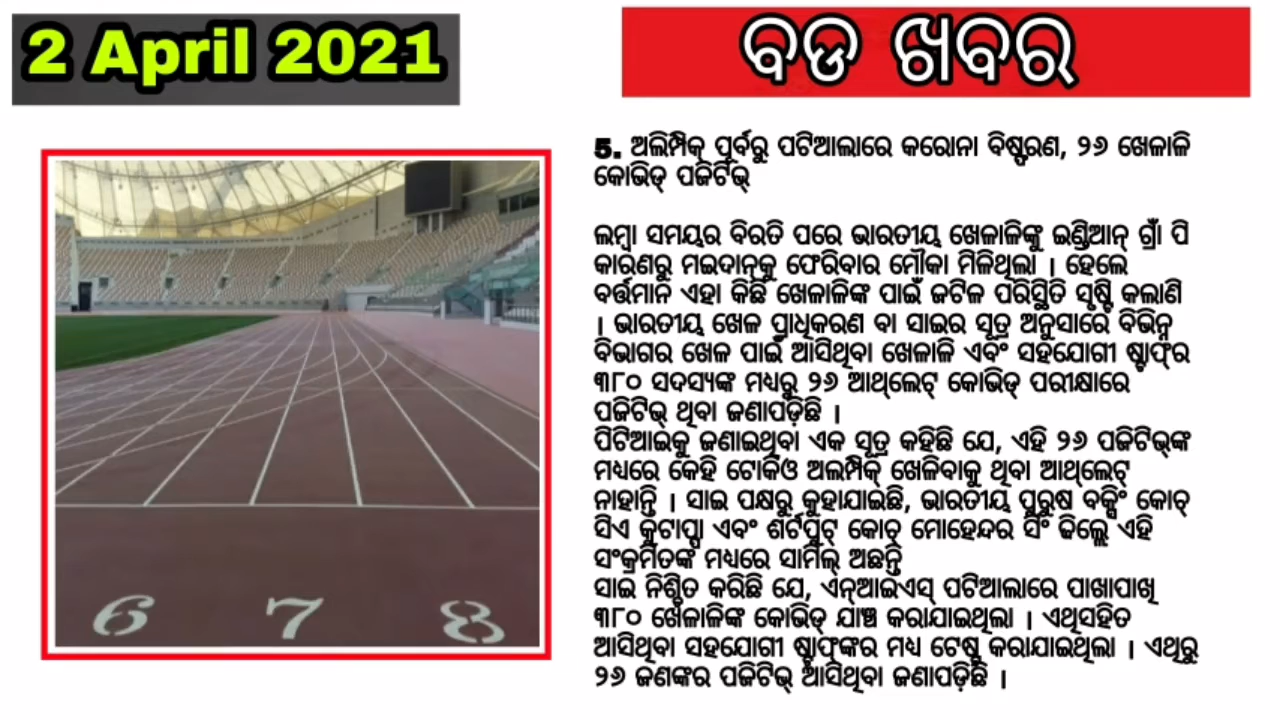 2 April 2021
ବଡ ଖବର
5. ଅଲିମ୍ପିକ୍ ପୂର୍ବରୁ ପଟିଆଲାରେ କରୋନା ବିଷ୍ଫୋରଣ, ୨୬ ଖେଳାଳି
କୋଭିଡ୍ ପଜିଟିଭ୍
ଲମ୍ବା ସମୟର ବିରତି ପରେ ଭାରତୀୟ ଖେଳାଳିଙ୍କୁ ଇଣ୍ଡିଆନ୍ ଗ୍ରାଁ ପି
କାରଣରୁ ମଇଦାନକୁ ଫେରିବାର ମୌକା ମିଳିଥିଲା । ହେଲେ
ବର୍ତ୍ତମାନ ଏହା କିଛି ଖେଳାଳିଙ୍କ ପାଇଁ ଜଟିଳ ପରିସ୍ଥିତି ସୃଷ୍ଟି କଲାଣି
। ଭାରତୀୟ ଖେଳ ପ୍ରାଧିକରଣ ବା ସାଇର ସୂତ୍ର ଅନୁସାରେ ବିଭିନ୍ନ
ବିଭାଗର ଖେଳ ପାଇଁ ଆସିଥିବା ଖେଳାଳି ଏବଂ ସହଯୋଗୀ ଷ୍ଟାଫ୍‌ର
୩୮୦ ସଦସ୍ୟଙ୍କ ମଧ୍ୟରୁ ୨୬ ଆଥ୍‌ଲେଟ୍ କୋଭିଡ୍ ପରୀକ୍ଷାରେ
ପଜିଟିଭ୍ ଥିବା ଜଣାପଡ଼ିଛି ।
ପିଟିଆଇକୁ ଜଣାଇଥିବା ଏକ ସୂତ୍ର କହିଛି ଯେ, ଏହି ୨୬ ପଜିଟିଭ୍‌ଙ୍କ
ମଧ୍ୟରେ କେହି ଟୋକିଓ ଅଲମ୍ପିକ୍ ଖେଳିବାକୁ ଥିବା ଆଥ୍‌ଲେଟ୍
ନାହାନ୍ତି । ସାଇ ପକ୍ଷରୁ କୁହାଯାଇଛି, ଭାରତୀୟ ପୁରୁଷ ବକ୍ସିଂ କୋଚ୍
ସିଏ କୁଟାପ୍ପା ଏବଂ ଶର୍ଟପୁଟ୍ କୋଚ୍ ମୋହେନ୍ଦର ସିଂ ଢିଲ୍ଲେ ଏହି
ସଂକ୍ରମିତଙ୍କ ମଧ୍ୟରେ ସାମିଲ୍ ଅଛନ୍ତି
ସାଇ ନିଶ୍ଚିତ କରିଛି ଯେ, ଏନ୍ଆଇଏସ୍ ପଟିଆଲାରେ ପାଖାପାଖି
୩୮୦ ଖେଳାଳିଙ୍କ କୋଭିଡ୍ ଯାଞ୍ଚ କରାଯାଇଥିଲା । ଏଥିସହିତ
ଆସିଥିବା ସହଯୋଗୀ ଷ୍ଟାଫ୍‌ଙ୍କର ମଧ୍ୟ ଟେଷ୍ଟ କରାଯାଇଥିଲା । ଏଥିରୁ
୨୬ ଜଣଙ୍କର ପଜିଟିଭ୍ ଆସିଥିବା ଜଣାପଡ଼ିଛି ।
6 7 8